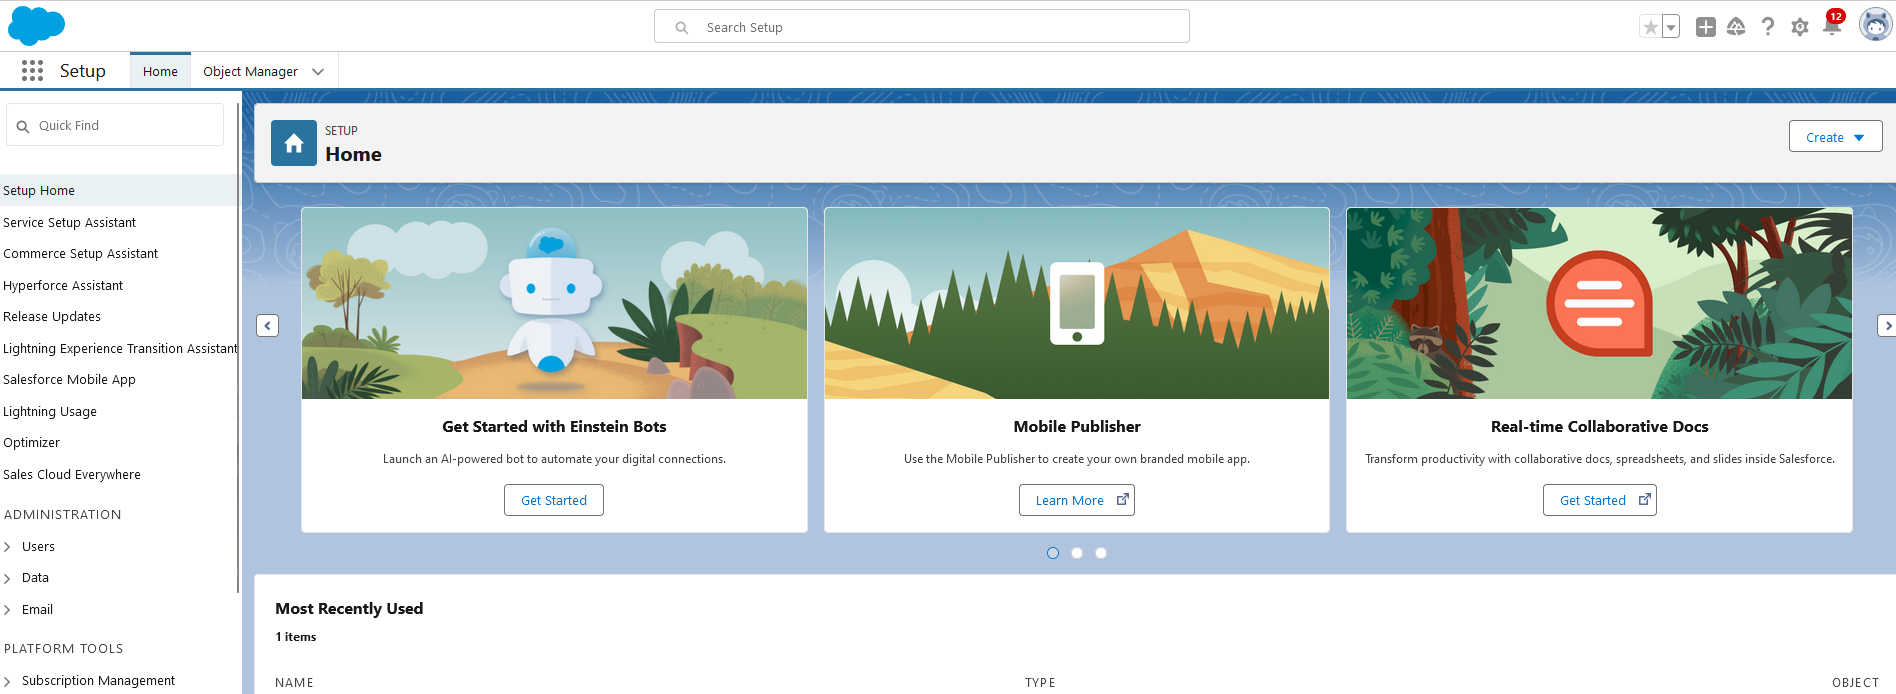 Search Setup
12
Setup
Home
Object Manager
Quick Find
Setup Home
Service Setup Assistant
Commerce Setup Assistant
Hyperforce Assistant
Release Updates
Lightning Experience Transition Assistant
Salesforce Mobile App
Lightning Usage
Optimizer
Sales Cloud Everywhere
ADMINISTRATION
Users
Data
Email
PLATFORM TOOLS
Subscription Management
SETUP
Home
Create
Get Started with Einstein Bots
Launch an AI-powered bot to automate your digital connections.
Get Started
Mobile Publisher
Use the Mobile Publisher to create your own branded mobile app.
Learn More
Real-time Collaborative Docs
Transform productivity with collaborative docs, spreadsheets, and slides inside Salesforce.
Get Started
Most Recently Used
1 items
NAME
TYPE
OBJECT